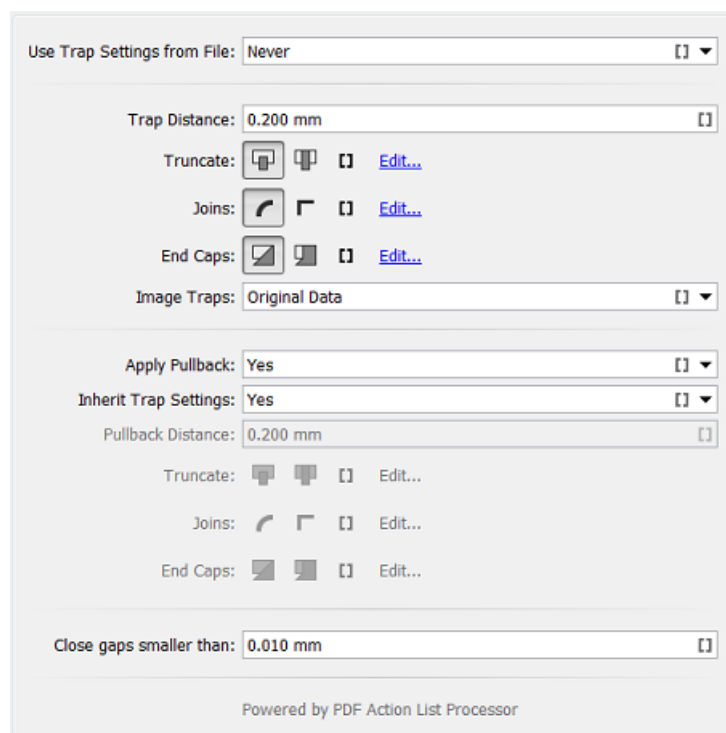 Use Trap Settings from File: Never []
Trap Distance: 0.200 mm []
Truncate: [] Edit...
Joins: [] Edit...
End Caps: [] Edit...
Image Traps: Original Data []
Apply Pullback: Yes []
Inherit Trap Settings: Yes []
Pullback Distance: 0.200 mm []
Truncate: [] Edit...
Joins: [] Edit...
End Caps: [] Edit...
Close gaps smaller than: 0.010 mm []
Powered by PDF Action List Processor